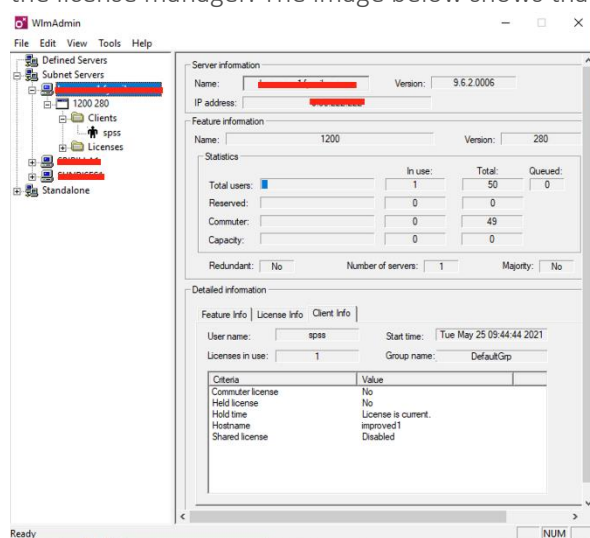 the license manager. The image below shows tha
WlmAdmin
File Edit View Tools Help
Defined Servers
Subnet Servers
1200 280
Clients
spss
Licenses
Standalone
Server information
Name: Version: 9.6.2.0006
IP address:
Feature information
Name: 1200 Version: 280
Statistics
In use: Total: Queued:
Total users: 1 50 0
Reserved: 0 0
Commuter: 0 49
Capacity: 0 0
Redundant: No Number of servers: 1 Majority: No
Detailed information
Feature Info License Info Client Info
User name: spss Start time: Tue May 25 09:44:44 2021
Licenses in use: 1 Group name: DefaultGrp
Criteria Value
Commuter license No
Held license No
Hold time License is current.
Hostname improved1
Shared license Disabled
Ready NUM